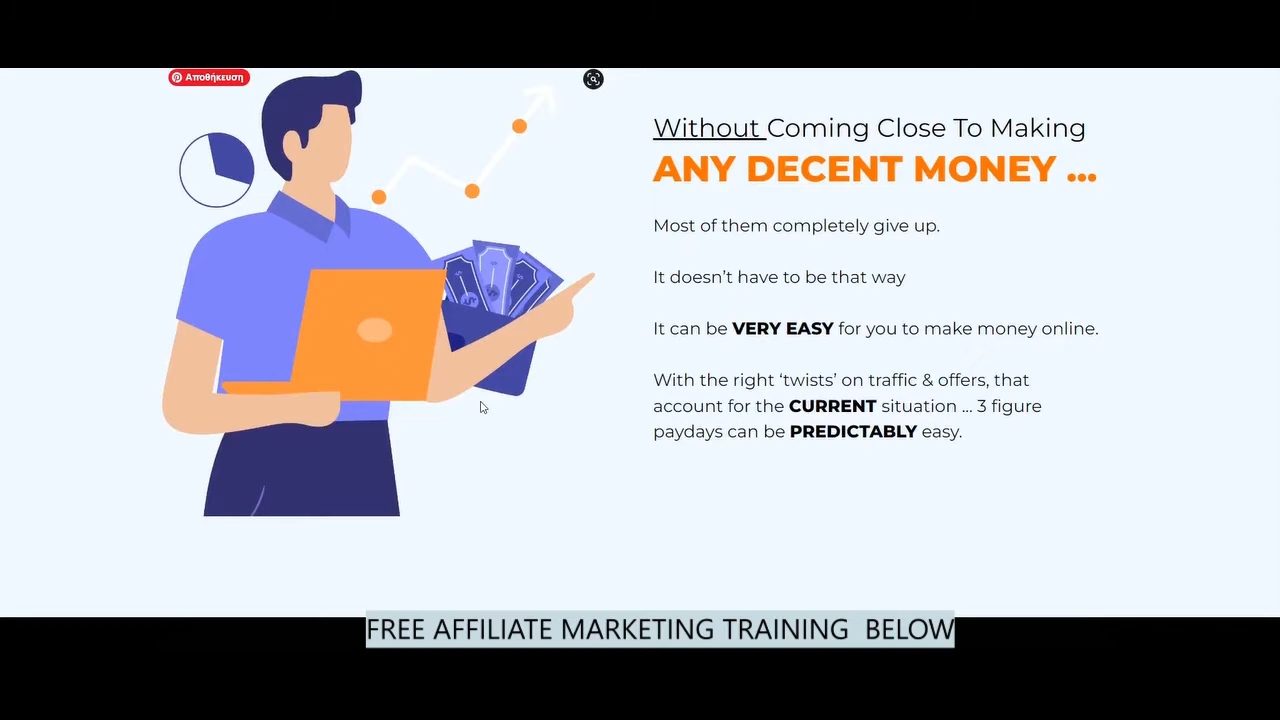 Αποθήκευση
Without Coming Close To Making
ANY DECENT MONEY ...
Most of them completely give up.
It doesn’t have to be that way
It can be VERY EASY for you to make money online.
With the right ‘twists’ on traffic & offers, that
account for the CURRENT situation ... 3 figure
paydays can be PREDICTABLY easy.
FREE AFFILIATE MARKETING TRAINING BELOW